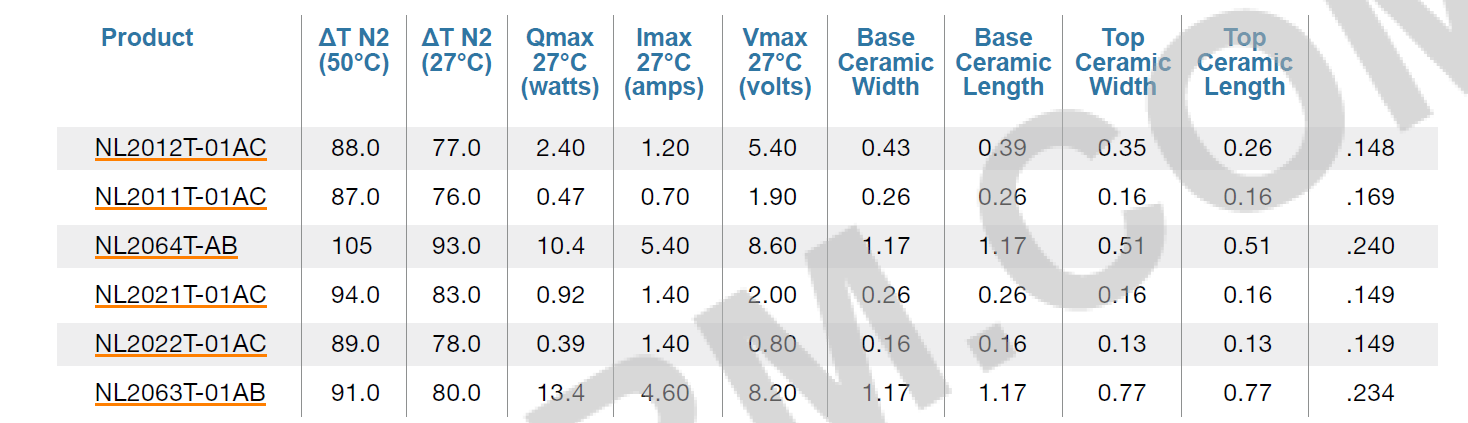 Product ΔT N2 (50°C) ΔT N2 (27°C) Qmax 27°C (watts) Imax 27°C (amps) Vmax 27°C (volts) Base Ceramic Width Base Ceramic Length Top Ceramic Width Top Ceramic Length
NL2012T-01AC 88.0 77.0 2.40 1.20 5.40 0.43 0.39 0.35 0.26 .148
NL2011T-01AC 87.0 76.0 0.47 0.70 1.90 0.26 0.26 0.16 0.16 .169
NL2064T-AB 105 93.0 10.4 5.40 8.60 1.17 1.17 0.51 0.51 .240
NL2021T-01AC 94.0 83.0 0.92 1.40 2.00 0.26 0.26 0.16 0.16 .149
NL2022T-01AC 89.0 78.0 0.39 1.40 0.80 0.16 0.16 0.13 0.13 .149
NL2063T-01AB 91.0 80.0 13.4 4.60 8.20 1.17 1.17 0.77 0.77 .234